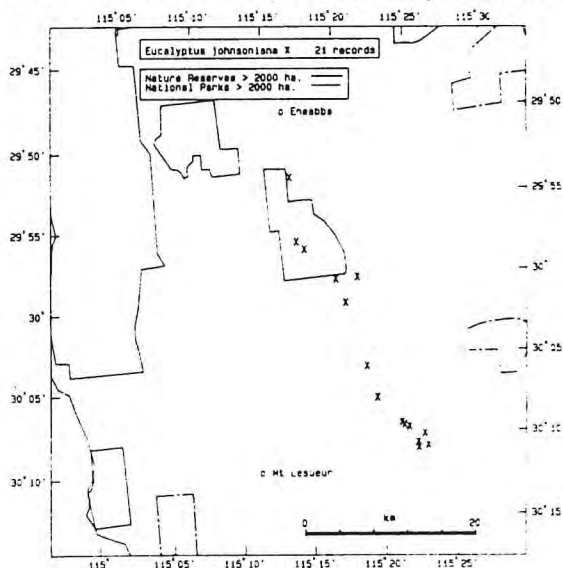 115°05' 115°10' 115°15' 115°20' 115°25' 115°30'
Eucalyptus johnsoniana X 21 records
29°45'
Nature Reserves > 2000 ha.
National Parks > 2000 ha.
29°50'
Eneabba
29°50'
29°55'
29°55'
30°
30°
30°05'
30°05'
30°10'
Mt Lesueur
30°10'
30°15'
km
0 20
115° 115°05' 115°10' 115°15' 115°20' 115°25'